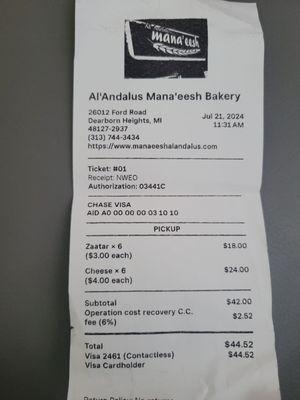 mana'eesh
Al'Andalus Mana'eesh Bakery
26012 Ford Road
Dearborn Heights, MI
48127-2937
(313) 744-3434
https://www.manaeeshalandalus.com
Jul 21, 2024
11:31 AM
Ticket: #01
Receipt: NWEO
Authorization: 03441C
CHASE VISA
AID A0 00 00 00 03 10 10
PICKUP
Zaatar × 6 $18.00
($3.00 each)
Cheese × 6 $24.00
($4.00 each)
Subtotal $42.00
Operation cost recovery C.C. $2.52
fee (6%)
Total $44.52
Visa 2461 (Contactless) $44.52
Visa Cardholder
Return Policy: No returns